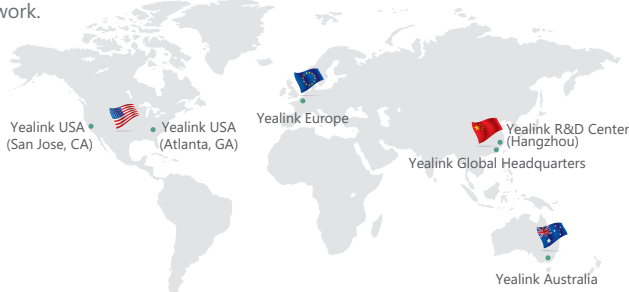 work.
Yealink USA
(San Jose, CA)
Yealink USA
(Atlanta, GA)
Yealink Europe
Yealink R&D Center
(Hangzhou)
Yealink Global Headquarters
Yealink Australia